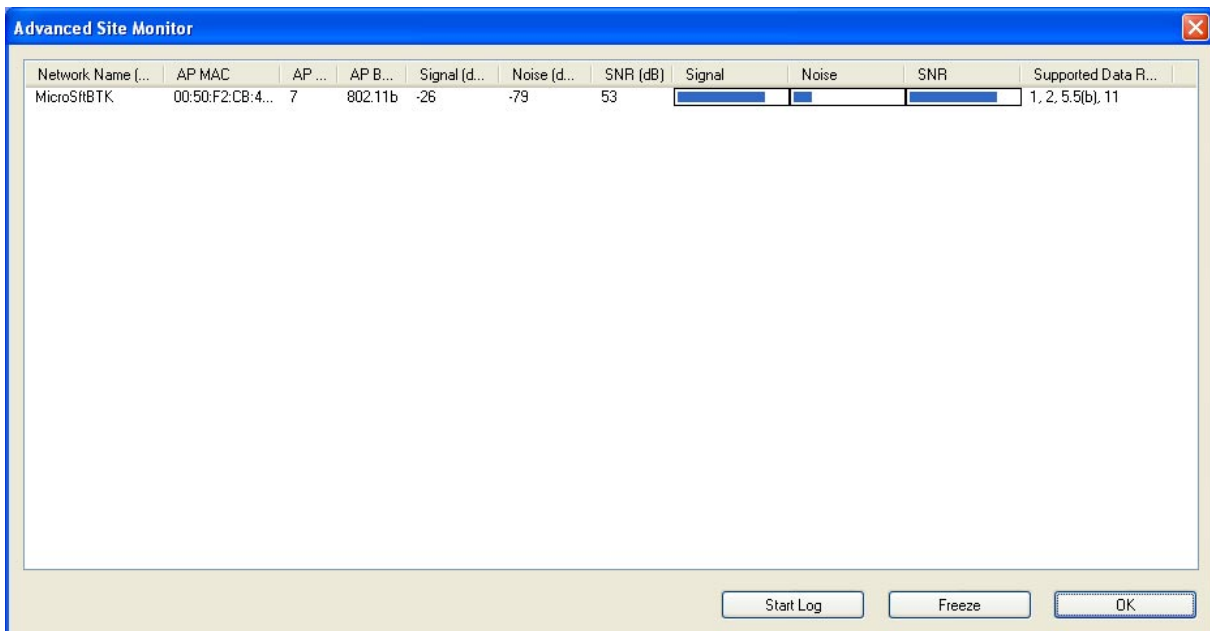 Advanced Site Monitor
Network Name (... AP MAC AP ... AP B... Signal (d... Noise (d... SNR (dB) Signal Noise SNR Supported Data R...
MicroSftBTK 00:50:F2:CB:4... 7 802.11b -26 -79 53 1, 2, 5.5(b), 11
Start Log Freeze OK